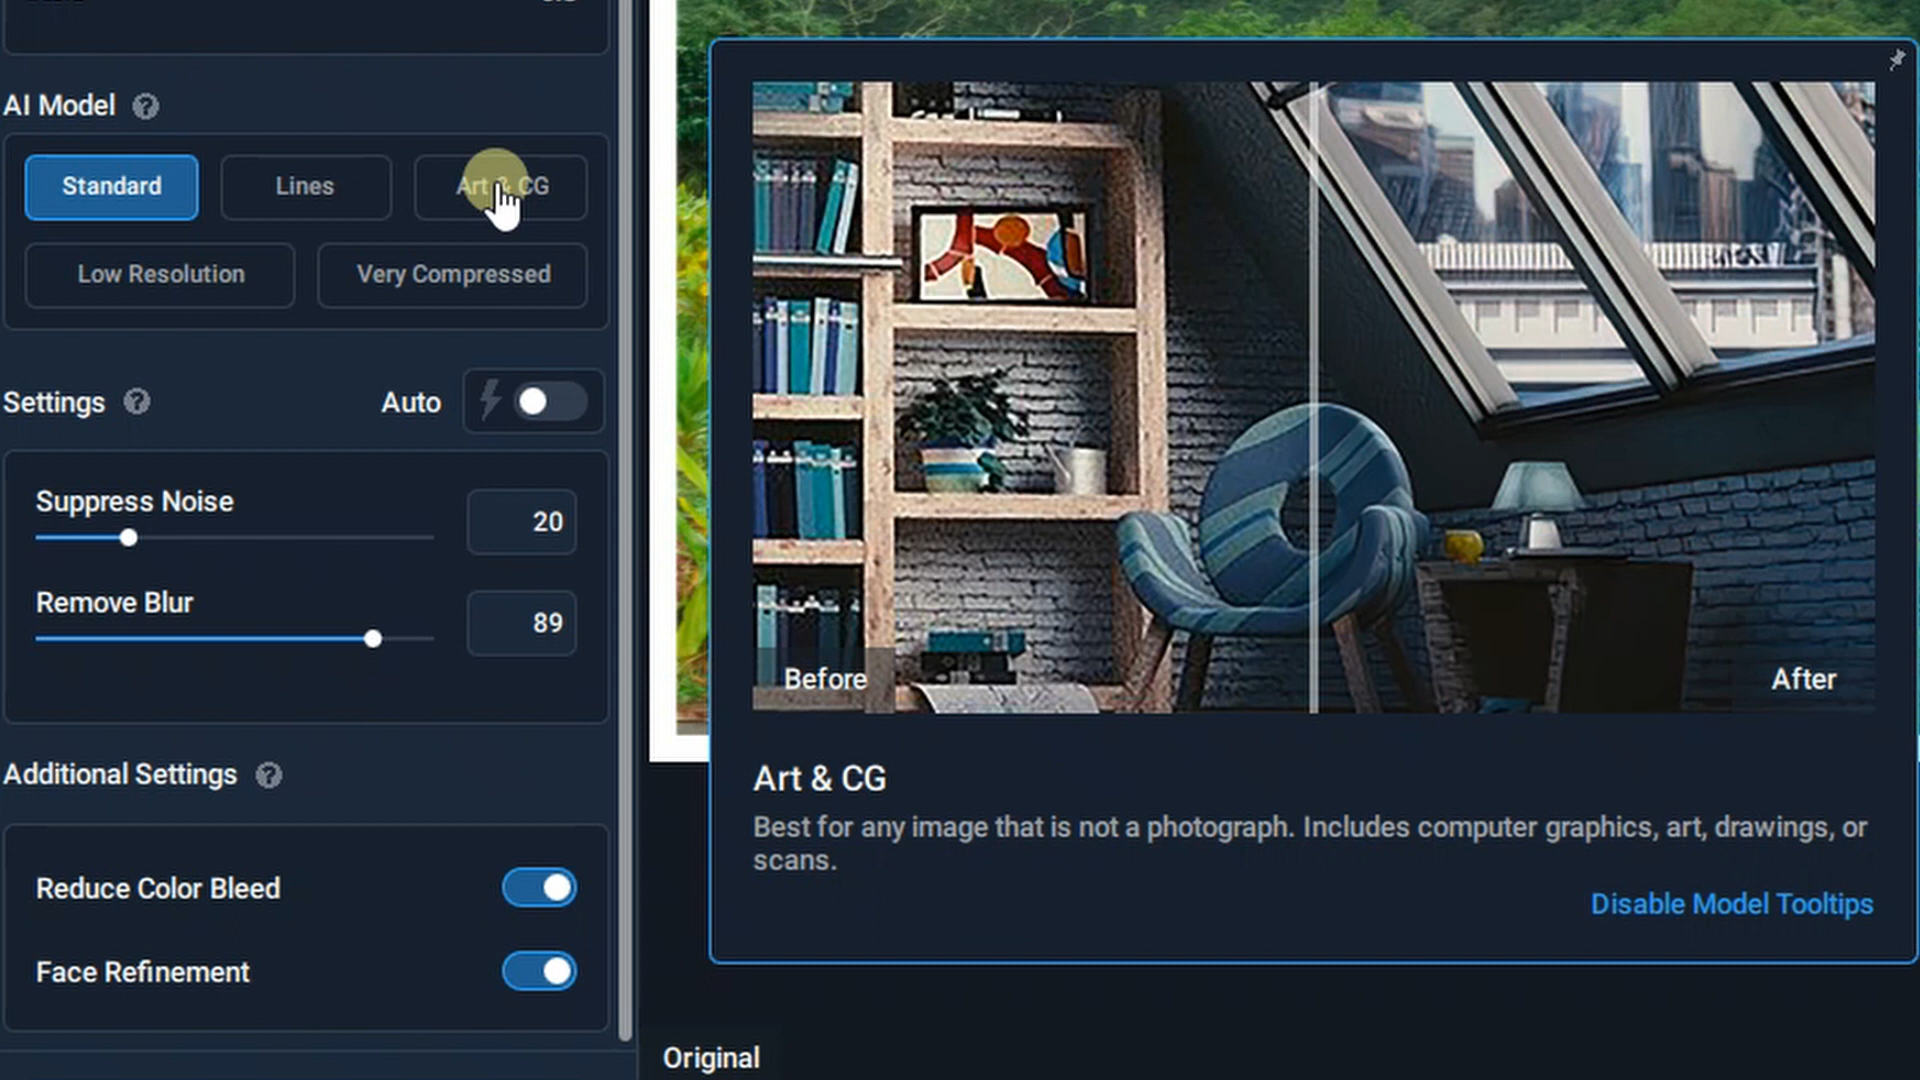 AI Model
Standard
Lines
Art & CG
Low Resolution
Very Compressed
Settings
Auto
Suppress Noise
20
Remove Blur
89
Additional Settings
Reduce Color Bleed
Face Refinement
Before
After
Art & CG
Best for any image that is not a photograph. Includes computer graphics, art, drawings, or
scans.
Disable Model Tooltips
Original